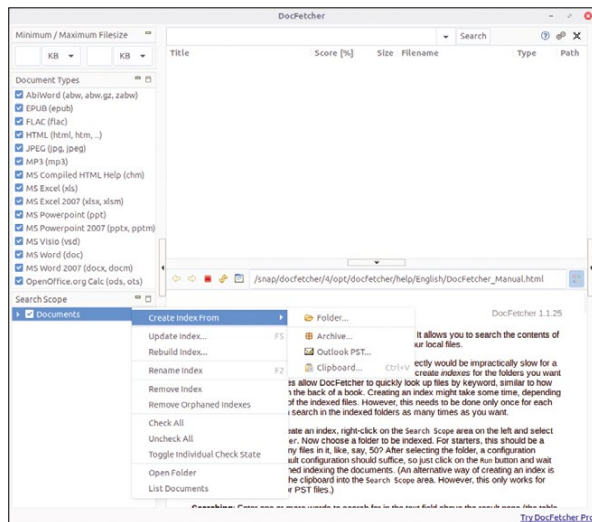 DocFetcher
Minimum / Maximum Filesize
KB KB
Document Types
AbiWord (abw, abw.gz, zabw)
EPUB (epub)
FLAC (flac)
HTML (html, htm, ..)
JPEG (jpg, jpeg)
MP3 (mp3)
MS Compiled HTML Help (chm)
MS Excel (xls)
MS Excel 2007 (xlsx, xlsm)
MS Powerpoint (ppt)
MS Powerpoint 2007 (pptx, pptm)
MS Visio (vsd)
MS Word (doc)
MS Word 2007 (docx, docm)
OpenOffice.org Calc (ods, ots)
Search Scope
Documents
Search
Title Score [%] Size Filename Type Path
/snap/docfetcher/4/opt/docfetcher/help/English/DocFetcher_Manual.html
Create Index From
Update Index... F5
Rebuild Index...
Rename Index F2
Remove Index
Remove Orphaned Indexes
Check All
Uncheck All
Toggle Individual Check State
Open Folder
List Documents
Folder...
Archive...
Outlook PST...
Clipboard... Ctrl+V
DocFetcher 1.1.25
It allows you to search the contents of
ur local files.
ectly would be impractically slow for a
create indexes for the folders you want
es allow DocFetcher to quickly look up files by keyword, similar to how
n the back of a book. Creating an index might take some time, depending
of the indexed files. However, this needs to be done only once for each
search in the indexed folders as many times as you want.
eate an index, right-click on the Search Scope area on the left and select
er. Now choose a folder to be indexed. For starters, this should be a
ny files in it, like, say, 50? After selecting the folder, a configuration
ult configuration should suffice, so just click on the Run button and wait
ned indexing the documents. (An alternative way of creating an index is
he clipboard into the Search Scope area. However, this only works for
r PST files.)
Searching: Enter one or more words to search for in the text field above the result pane (the table
Try DocFetcher Pro